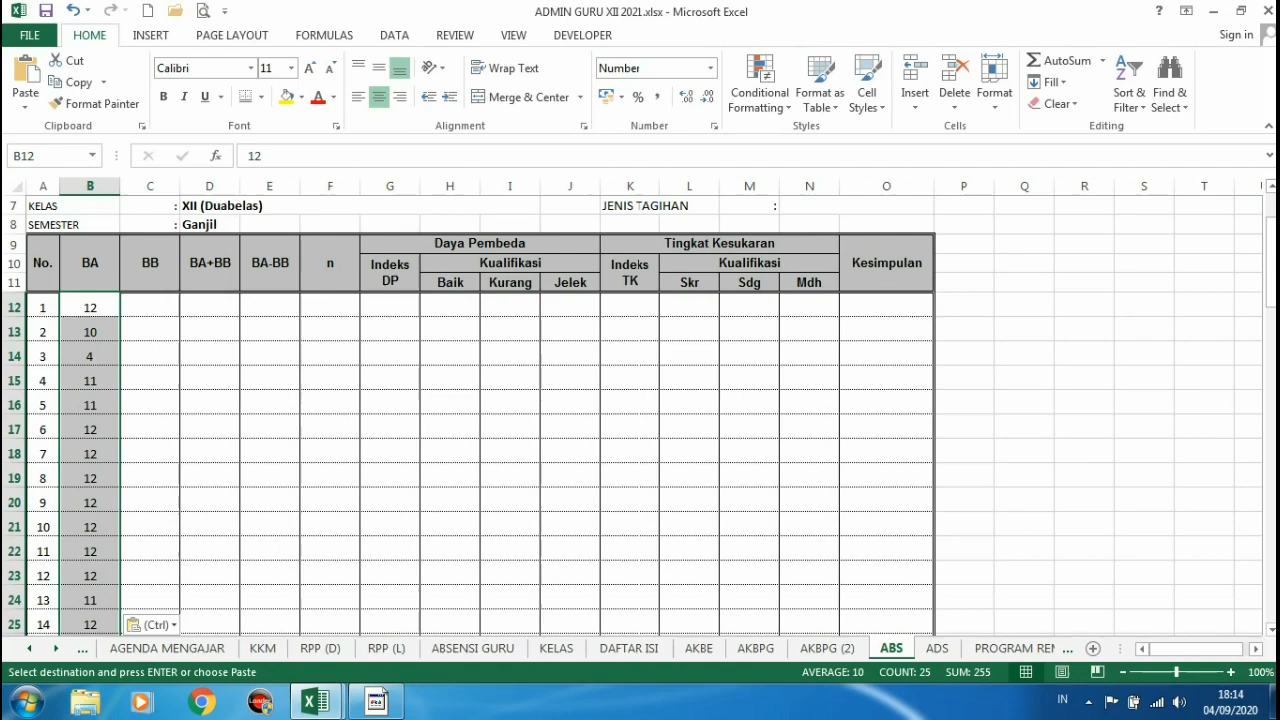 ADMIN GURU XII 2021.xlsx - Microsoft Excel
FILE HOME INSERT PAGE LAYOUT FORMULAS DATA REVIEW VIEW DEVELOPER Sign in
Paste
Cut
Copy
Format Painter
Clipboard
Calibri 11
B I U
Font
Wrap Text
Merge & Center
Alignment
Number
%
Number
Conditional Formatting
Format as Table
Cell Styles
Styles
Insert Delete Format
Cells
AutoSum
Fill
Clear
Sort & Filter
Find & Select
Editing
B12 fx 12
A B C D E F G H I J K L M N O P Q R S T
7 KELAS : XII (Duabelas) JENIS TAGIHAN :
8 SEMESTER : Ganjil
9 Daya Pembeda Tingkat Kesukaran
10 No. BA BB BA+BB BA-BB n Indeks DP Kualifikasi Indeks TK Kualifikasi Kesimpulan
11 Baik Kurang Jelek Skr Sdg Mdh
12 1 12
13 2 10
14 3 4
15 4 11
16 5 11
17 6 12
18 7 12
19 8 12
20 9 12
21 10 12
22 11 12
23 12 12
24 13 11
25 14 12 (Ctrl)
... AGENDA MENGAJAR KKM RPP (D) RPP (L) ABSENSI GURU KELAS DAFTAR ISI AKBE AKBPG AKBPG (2) ABS ADS PROGRAM REM ...
Select destination and press ENTER or choose Paste AVERAGE: 10 COUNT: 25 SUM: 255 100%
IN 18:14
04/09/2020